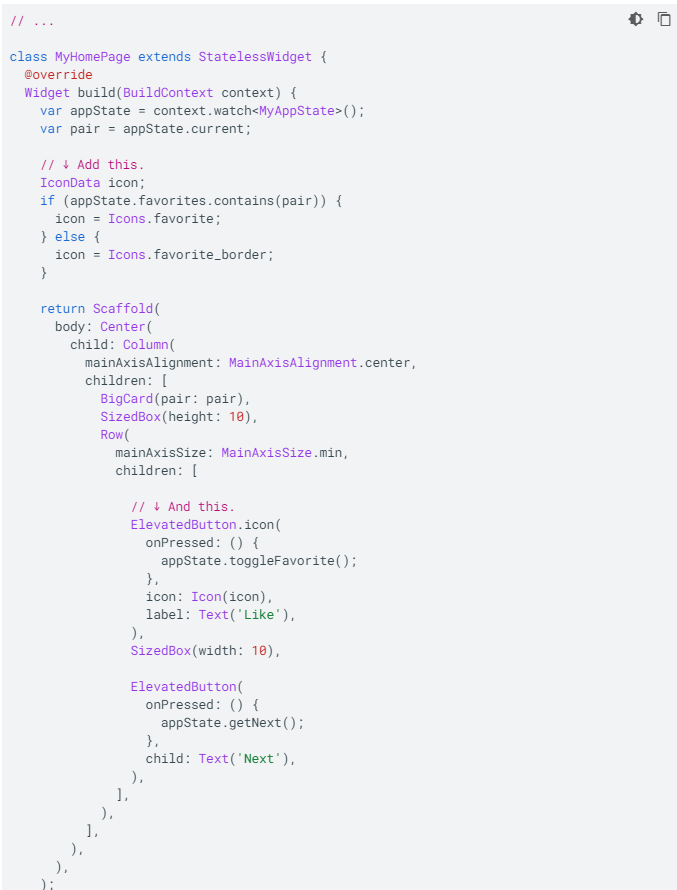 // ...

class MyHomePage extends StatelessWidget {
  @override
  Widget build(BuildContext context) {
    var appState = context.watch<MyAppState>();
    var pair = appState.current;

    // ↓ Add this.
    IconData icon;
    if (appState.favorites.contains(pair)) {
      icon = Icons.favorite;
    } else {
      icon = Icons.favorite_border;
    }

    return Scaffold(
      body: Center(
        child: Column(
          mainAxisAlignment: MainAxisAlignment.center,
          children: [
            BigCard(pair: pair),
            SizedBox(height: 10),
            Row(
              mainAxisSize: MainAxisSize.min,
              children: [

                // ↓ And this.
                ElevatedButton.icon(
                  onPressed: () {
                    appState.toggleFavorite();
                  },
                  icon: Icon(icon),
                  label: Text('Like'),
                ),
                SizedBox(width: 10),

                ElevatedButton(
                  onPressed: () {
                    appState.getNext();
                  },
                  child: Text('Next'),
                ),
              ],
            ),
          ],
        ),
      ),
    );